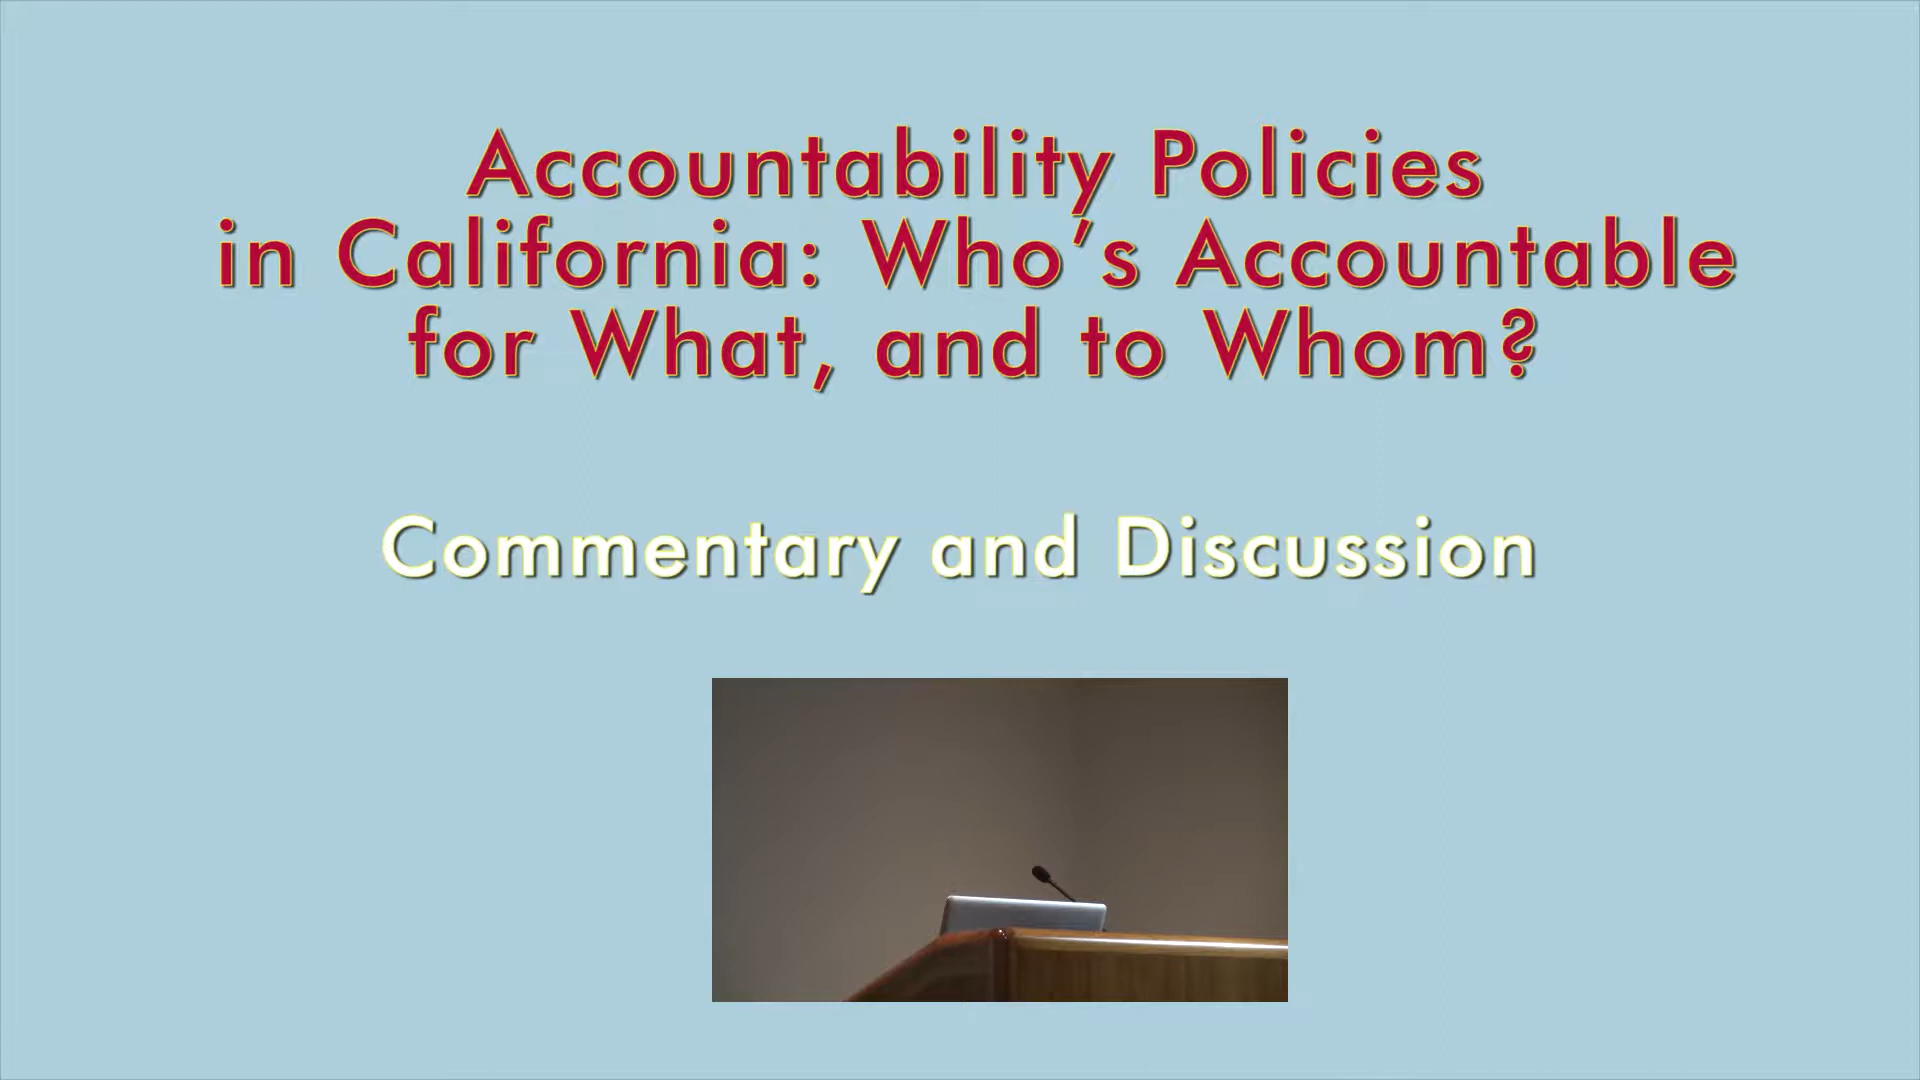 Accountability Policies
in California: Who’s Accountable
for What, and to Whom?
Commentary and Discussion